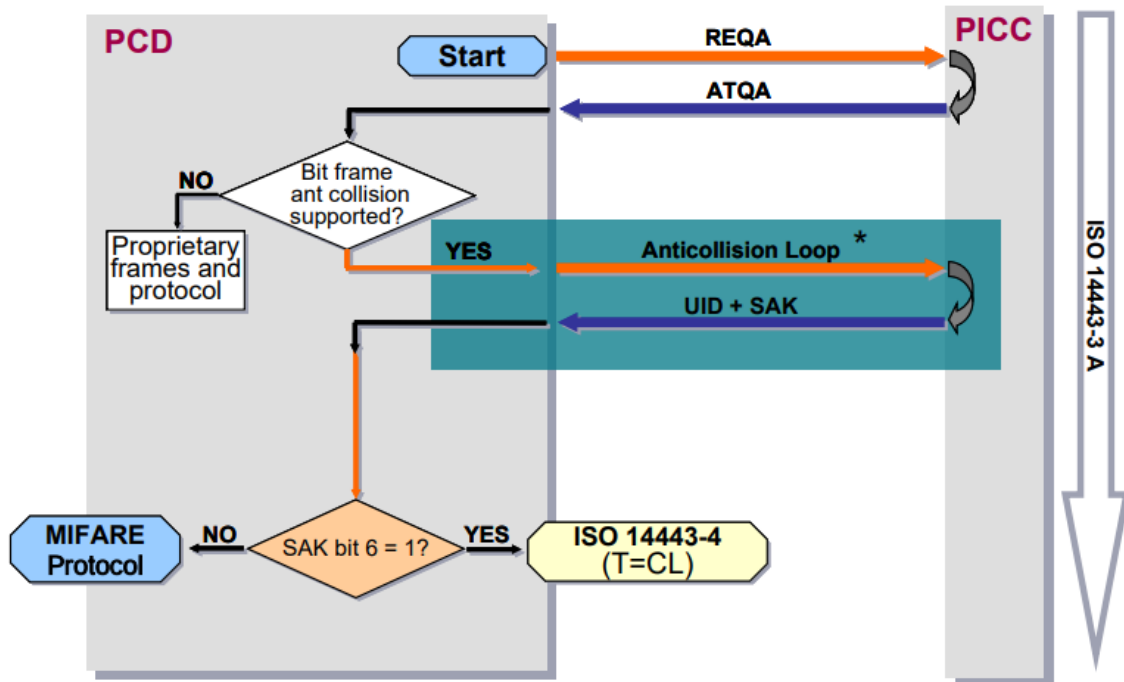 PCD
PICC
Start
REQA
ATQA
Bit frame
ant collision
supported?
NO
Proprietary
frames and
protocol
YES
Anticollision Loop *
UID + SAK
ISO 14443-3 A
MIFARE
Protocol
NO
SAK bit 6 = 1?
YES
ISO 14443-4
(T=CL)